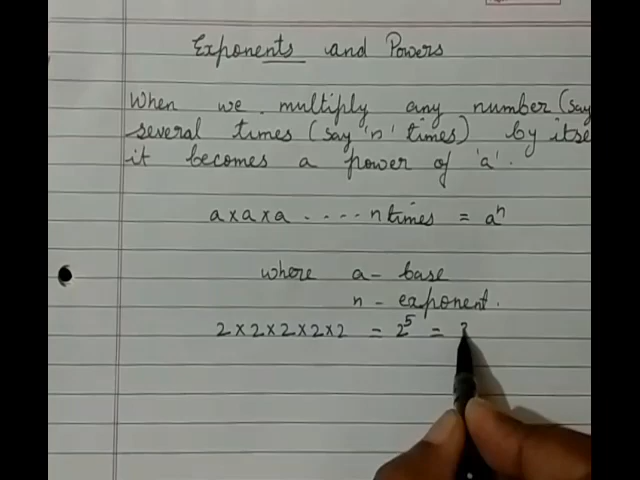 Exponents and Powers
When we multiply any number (say
several times (say 'n' times) by itse
it becomes a power of 'a'.
a x a x a ..... n times = aⁿ
where a - base
n - exponent.
2 x 2 x 2 x 2 x 2 = 2⁵ =